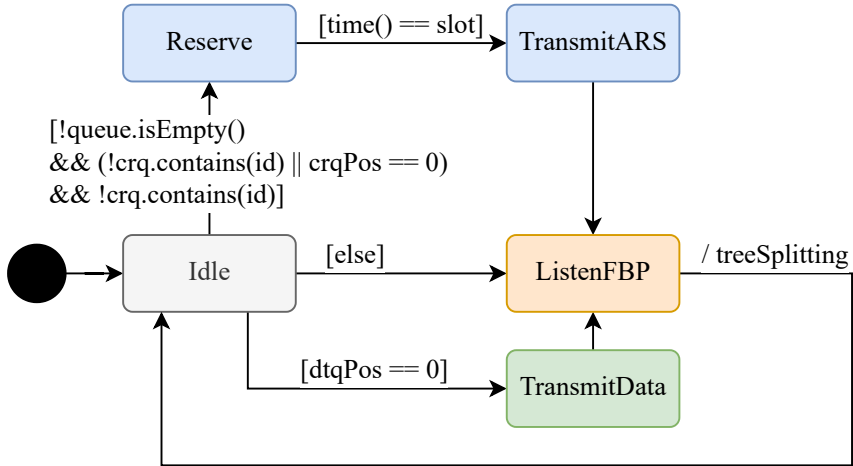 Reserve
[time() == slot]
TransmitARS
[!queue.isEmpty()
&& (!crq.contains(id) || crqPos == 0)
&& !crq.contains(id)]
Idle
[else]
ListenFBP
/ treeSplitting
[dtqPos == 0]
TransmitData